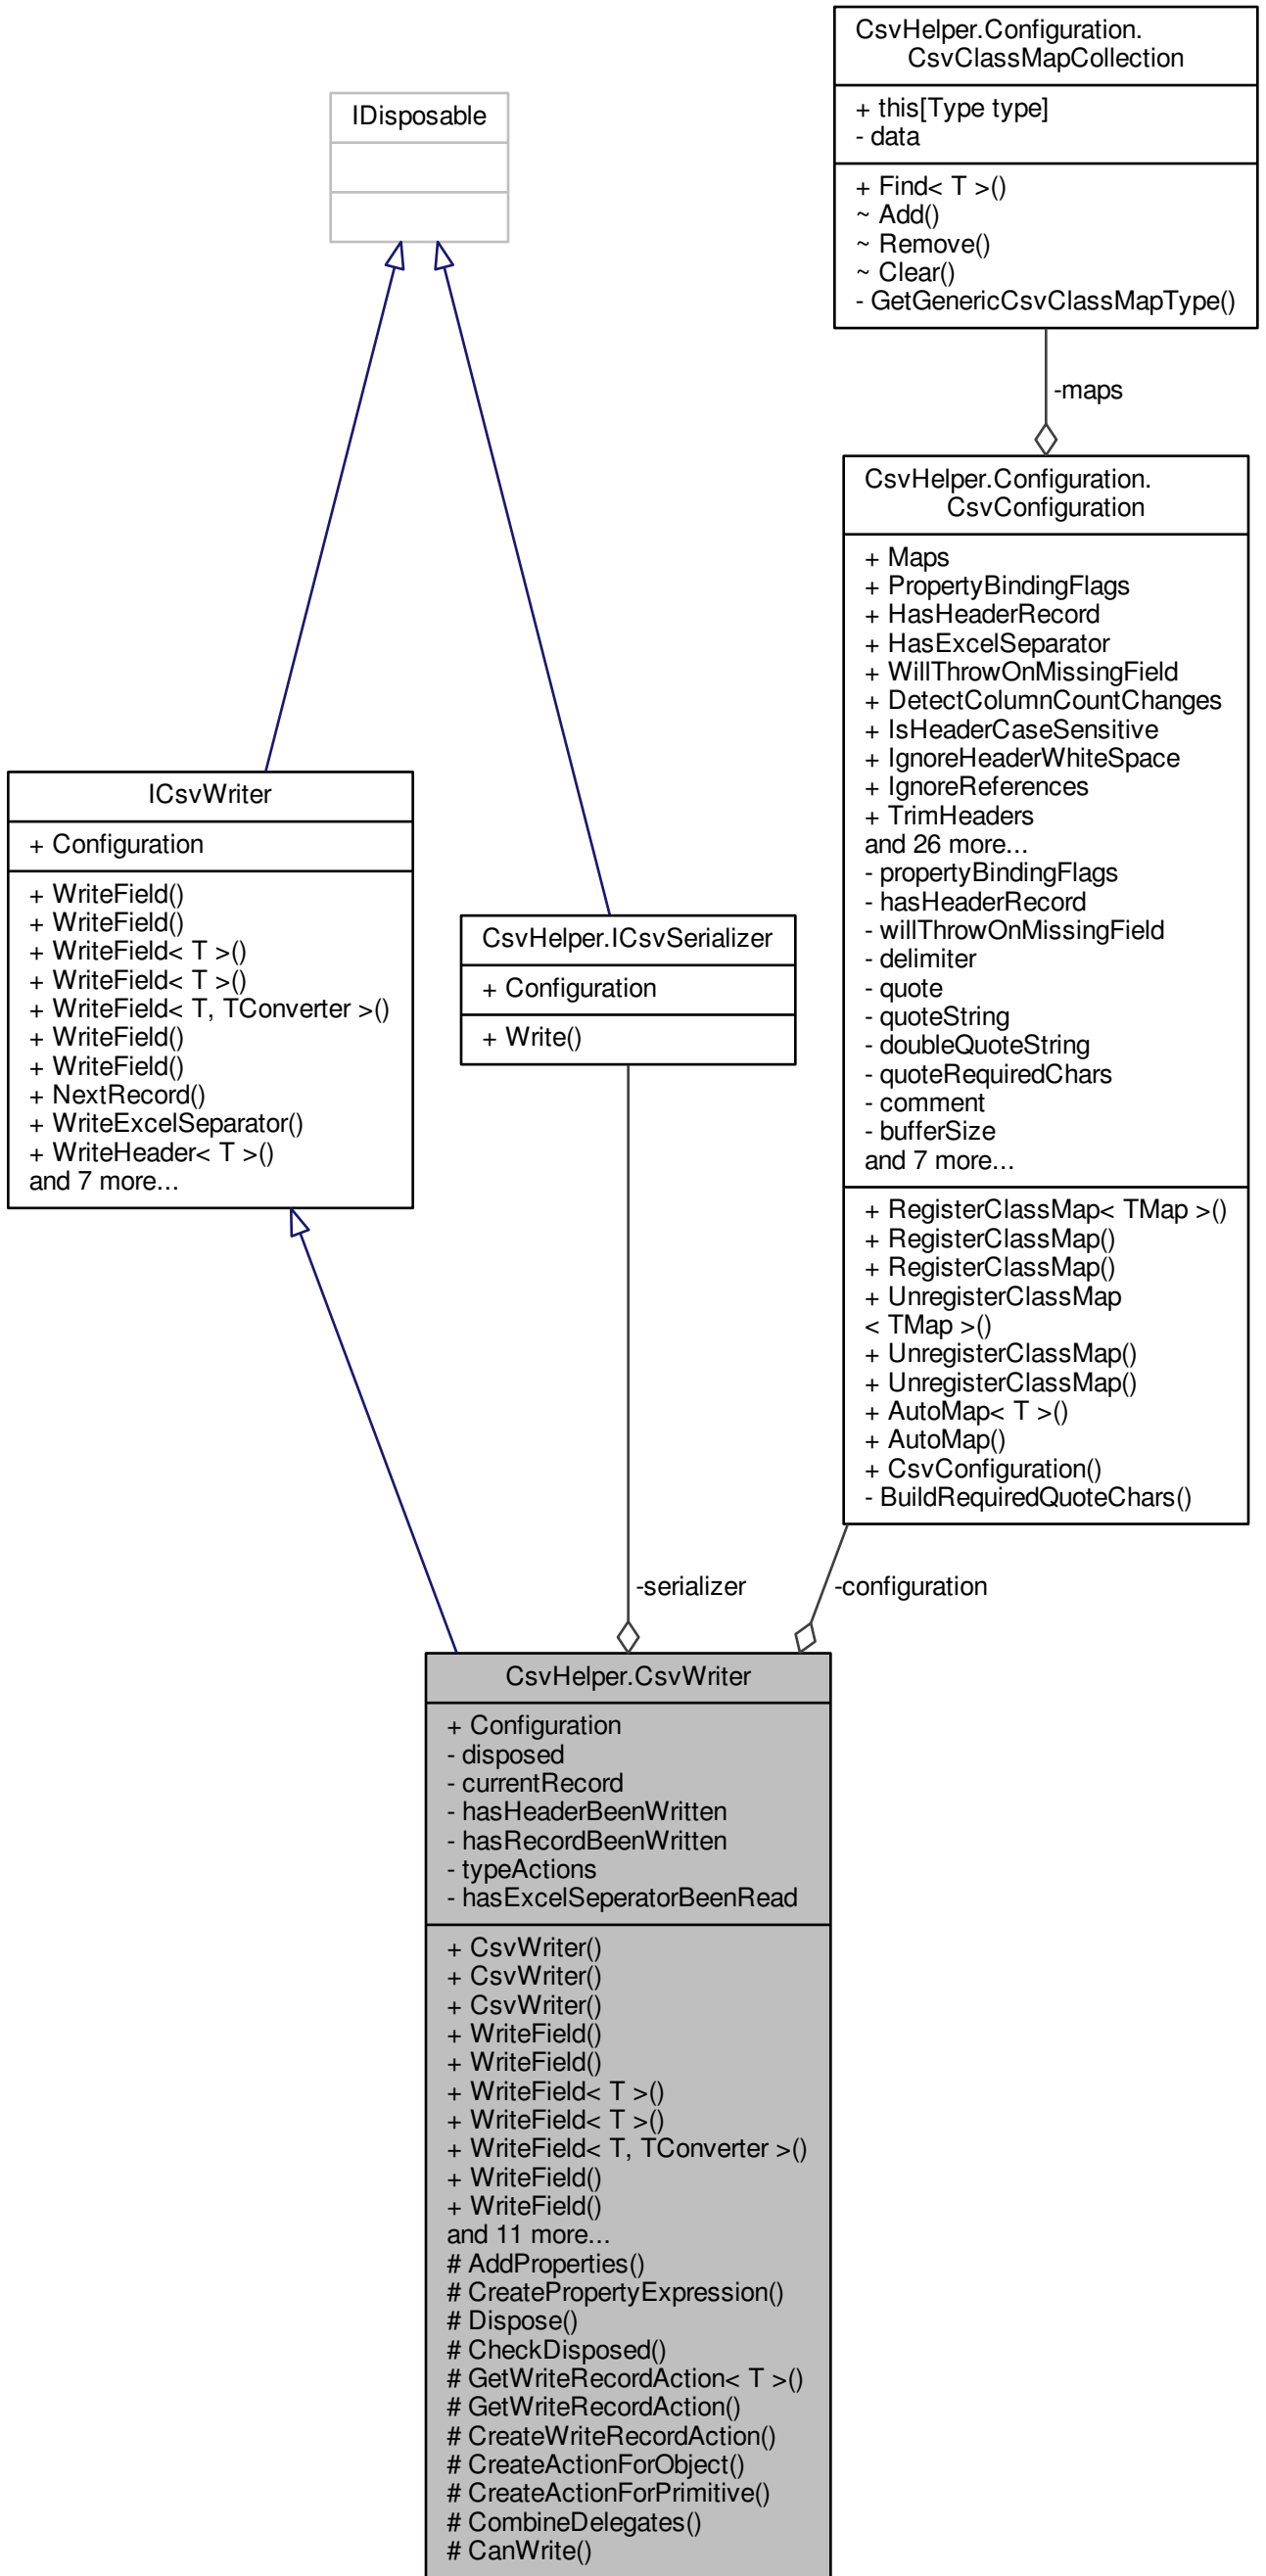 CsvHelper.Configuration.
CsvClassMapCollection
+ this[Type type]
- data
+ Find< T >()
~ Add()
~ Remove()
~ Clear()
- GetGenericCsvClassMapType()
IDisposable
-maps
CsvHelper.Configuration.
CsvConfiguration
+ Maps
+ PropertyBindingFlags
+ HasHeaderRecord
+ HasExcelSeparator
+ WillThrowOnMissingField
+ DetectColumnCountChanges
+ IsHeaderCaseSensitive
+ IgnoreHeaderWhiteSpace
+ IgnoreReferences
+ TrimHeaders
and 26 more...
- propertyBindingFlags
- hasHeaderRecord
- willThrowOnMissingField
- delimiter
- quote
- quoteString
- doubleQuoteString
- quoteRequiredChars
- comment
- bufferSize
and 7 more...
+ RegisterClassMap< TMap >()
+ RegisterClassMap()
+ RegisterClassMap()
+ UnregisterClassMap
< TMap >()
+ UnregisterClassMap()
+ UnregisterClassMap()
+ AutoMap< T >()
+ AutoMap()
+ CsvConfiguration()
- BuildRequiredQuoteChars()
ICsvWriter
+ Configuration
+ WriteField()
+ WriteField()
+ WriteField< T >()
+ WriteField< T >()
+ WriteField< T, TConverter >()
+ WriteField()
+ WriteField()
+ NextRecord()
+ WriteExcelSeparator()
+ WriteHeader< T >()
and 7 more...
CsvHelper.ICsvSerializer
+ Configuration
+ Write()
-serializer
-configuration
CsvHelper.CsvWriter
+ Configuration
- disposed
- currentRecord
- hasHeaderBeenWritten
- hasRecordBeenWritten
- typeActions
- hasExcelSeperatorBeenRead
+ CsvWriter()
+ CsvWriter()
+ CsvWriter()
+ WriteField()
+ WriteField()
+ WriteField< T >()
+ WriteField< T >()
+ WriteField< T, TConverter >()
+ WriteField()
+ WriteField()
and 11 more...
# AddProperties()
# CreatePropertyExpression()
# Dispose()
# CheckDisposed()
# GetWriteRecordAction< T >()
# GetWriteRecordAction()
# CreateWriteRecordAction()
# CreateActionForObject()
# CreateActionForPrimitive()
# CombineDelegates()
# CanWrite()